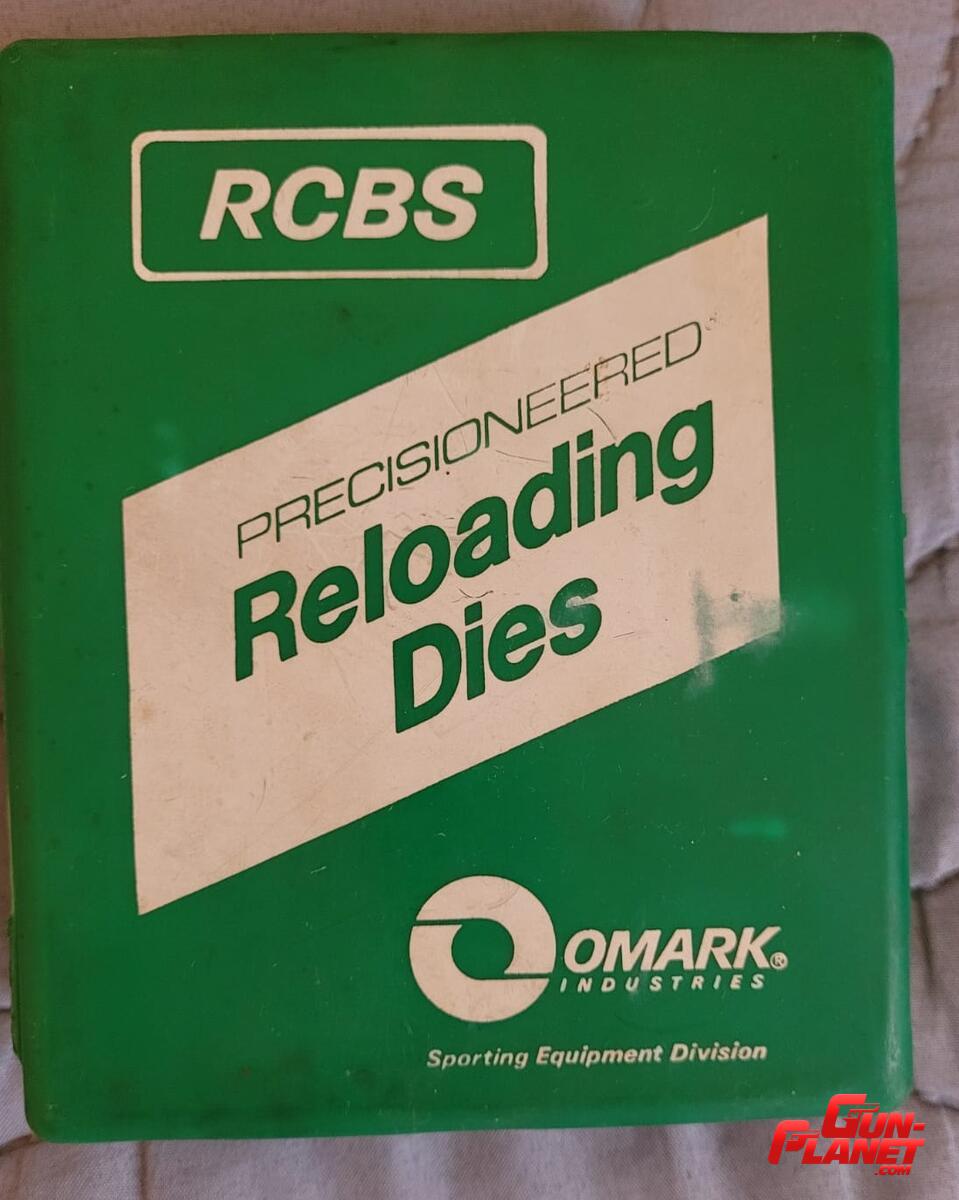 RCBS
PRECISIONEERED
Reloading
Dies
OMARK®
INDUSTRIES
Sporting Equipment Division
GUN-
PLANET
.COM